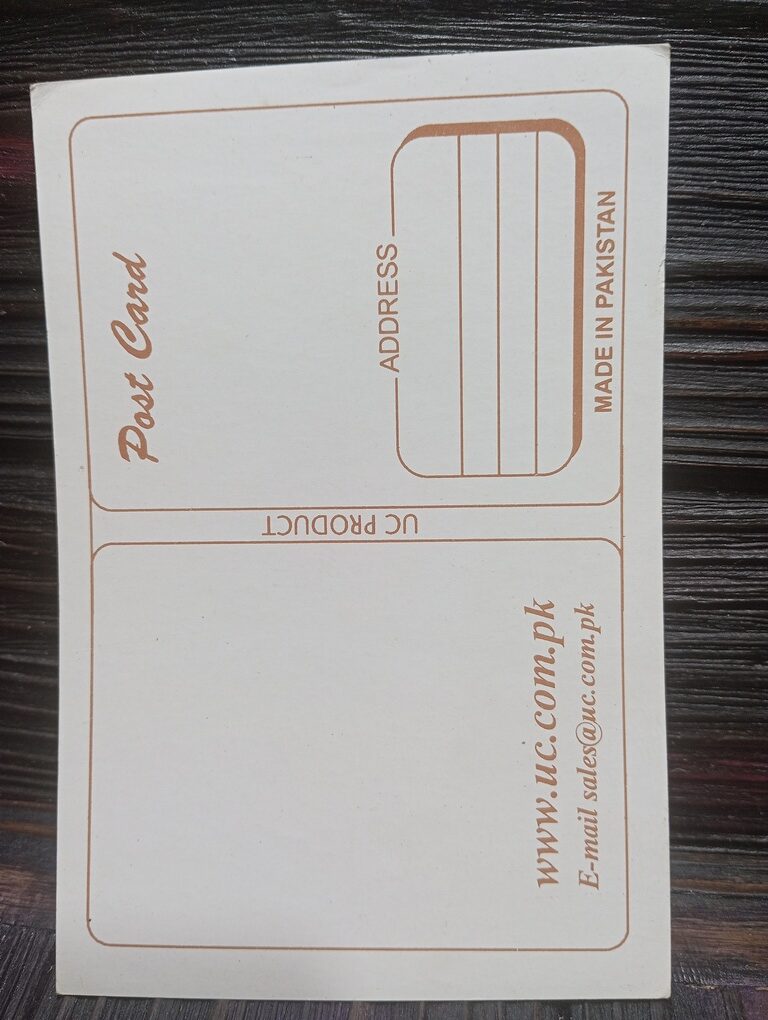 Post Card
ADDRESS
MADE IN PAKISTAN
UC PRODUCT
www.uc.com.pk
E-mail sales@uc.com.pk